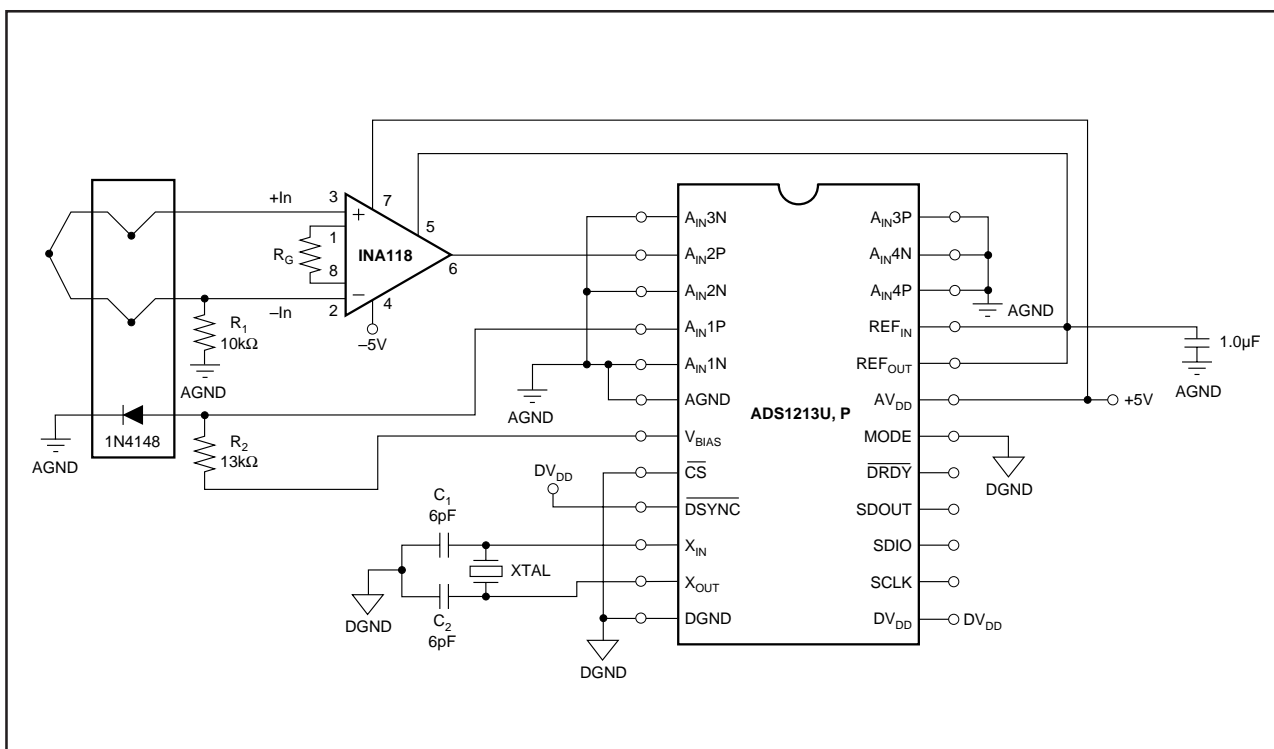 +In
3
+
1
7
5
INA118
R_G
8
−
2
4
6
–In
–5V
R₁
10kΩ
AGND
1N4148
AGND
R₂
13kΩ
AGND
DV_DD
C₁
6pF
XTAL
C₂
6pF
DGND
DGND
A_IN3N
A_IN2P
A_IN2N
A_IN1P
A_IN1N
AGND
V_BIAS
CS
DSYNC
X_IN
X_OUT
DGND
ADS1213U, P
A_IN3P
A_IN4N
A_IN4P
REF_IN
REF_OUT
AV_DD
MODE
DRDY
SDOUT
SDIO
SCLK
DV_DD
AGND
1.0µF
AGND
+5V
DGND
DV_DD